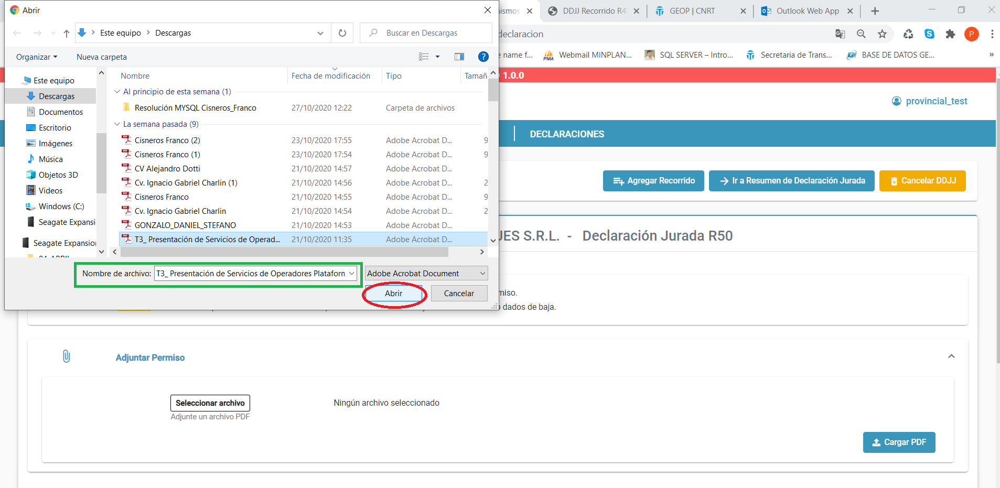 Abrir
Este equipo
Descargas
Buscar en Descargas
Organizar
Nueva carpeta
Nombre
Fecha de modificación
Tipo
Tamañ
Este equipo
Descargas
Documentos
Escritorio
Imágenes
Música
Objetos 3D
Videos
Windows (C:)
Seagate Expansi
Seagate Expansion
Al principio de esta semana (1)
Resolución MYSQL Cisneros_Franco 27/10/2020 12:22 Carpeta de archivos
La semana pasada (9)
Cisneros Franco (2) 23/10/2020 17:55 Adobe Acrobat D... 9
Cisneros Franco (1) 23/10/2020 17:54 Adobe Acrobat D... 9
CV Alejandro Dotti 21/10/2020 14:57 Adobe Acrobat D...
Cv. Ignacio Gabriel Charlin (1) 21/10/2020 14:56 Adobe Acrobat D... 2
Cisneros Franco 21/10/2020 14:55 Adobe Acrobat D... 9
Cv. Ignacio Gabriel Charlin 21/10/2020 14:54 Adobe Acrobat D... 2
GONZALO_DANIEL_STEFANO 21/10/2020 14:53 Adobe Acrobat D...
T3_ Presentación de Servicios de Operad... 21/10/2020 11:35 Adobe Acrobat D...
Nombre de archivo: T3_ Presentación de Servicios de Operadores Plataforn
Adobe Acrobat Document
Abrir
Cancelar
nismos
DDJJ Recorrido R4
GEOP | CNRT
Outlook Web App
declaracion
P
e name f...
PMA
Webmail MINPLAN...
SQL SERVER – Intro...
Secretaria de Trans...
BASE DE DATOS GE...
»
1.0.0
provincial_test
DECLARACIONES
Agregar Recorrido
Ir a Resumen de Declaración Jurada
Cancelar DDJJ
UES S.R.L. - Declaración Jurada R50
miso.
dados de baja.
Adjuntar Permiso
Seleccionar archivo
Ningún archivo seleccionado
Adjunte un archivo PDF
Cargar PDF